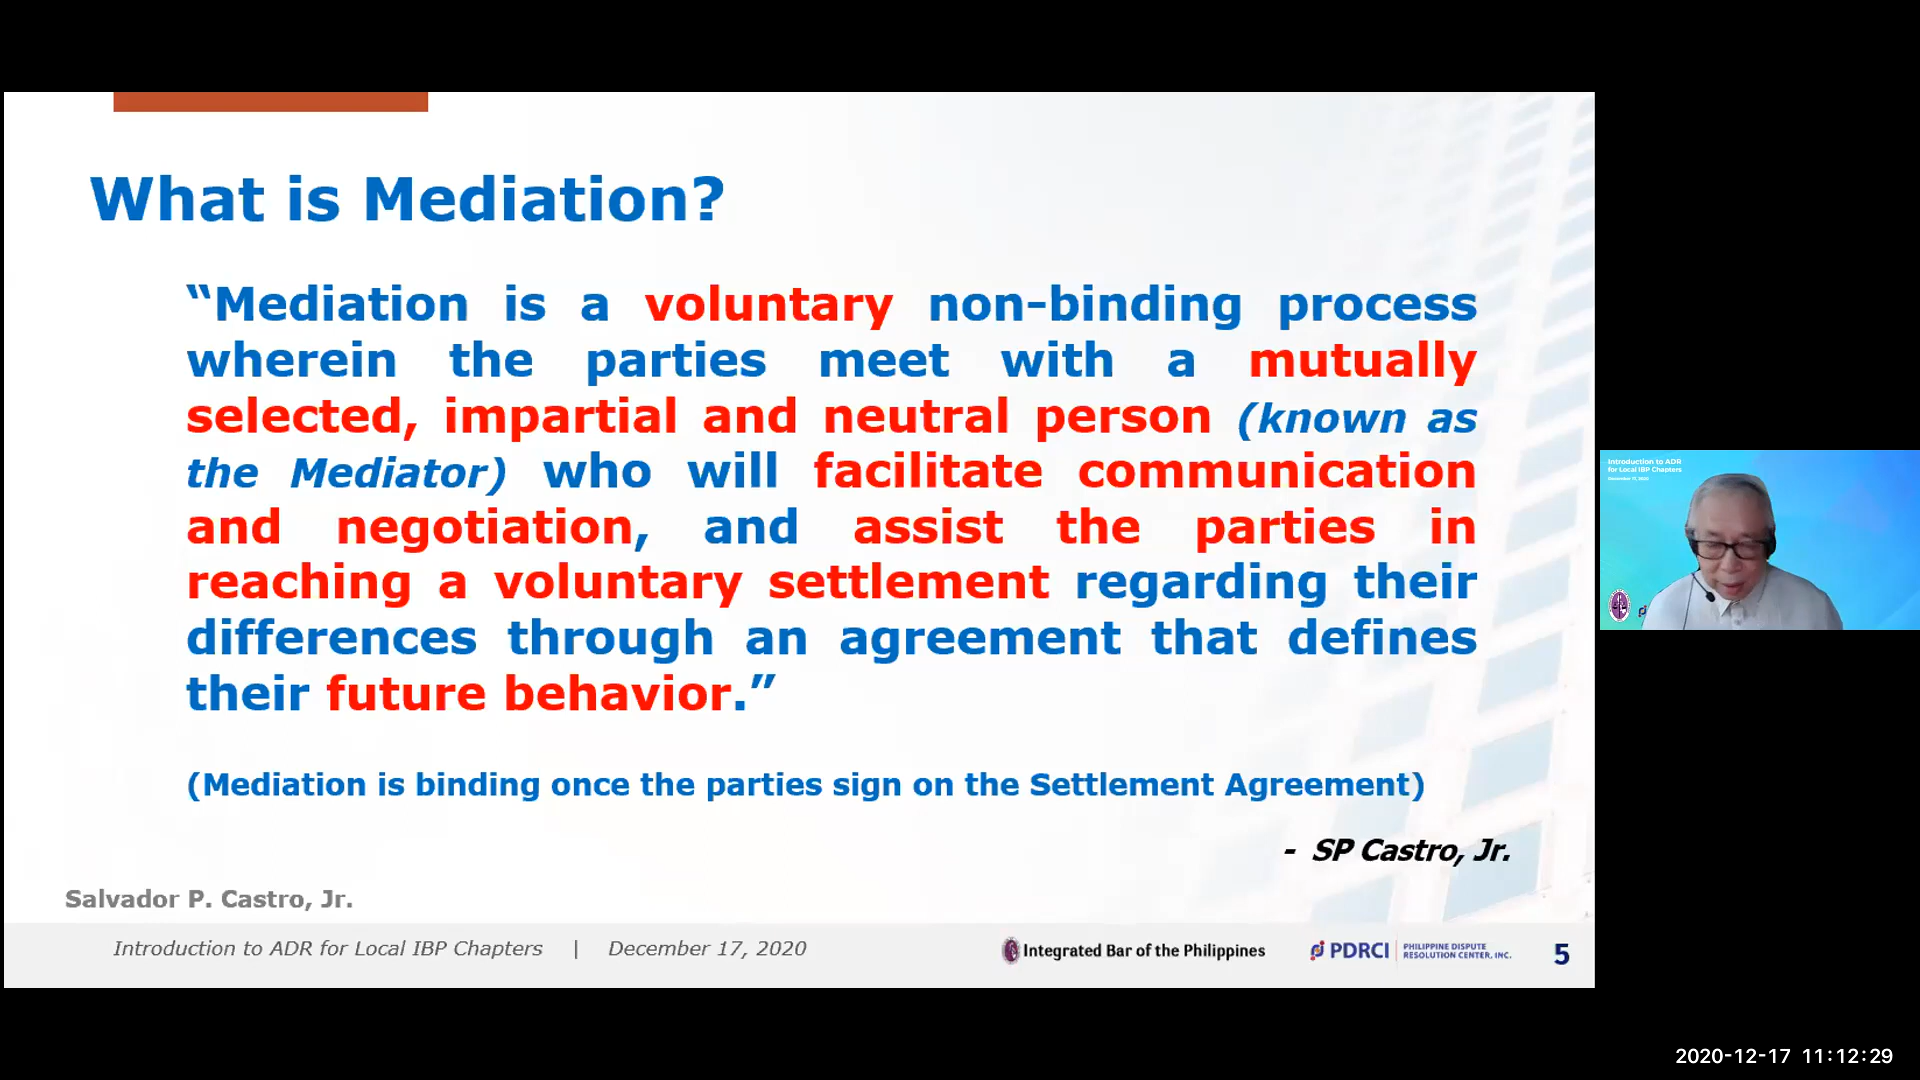 What is Mediation?
“Mediation is a voluntary non-binding process
wherein the parties meet with a mutually
selected, impartial and neutral person (known as
the Mediator) who will facilitate communication
and negotiation, and assist the parties in
reaching a voluntary settlement regarding their
differences through an agreement that defines
their future behavior.”
(Mediation is binding once the parties sign on the Settlement Agreement)
- SP Castro, Jr.
Salvador P. Castro, Jr.
Introduction to ADR for Local IBP Chapters | December 17, 2020
Integrated Bar of the Philippines
PDRCI
PHILIPPINE DISPUTE
RESOLUTION CENTER, INC.
5
Introduction to ADR
for Local IBP Chapters
December 17, 2020
2020-12-17 11:12:29